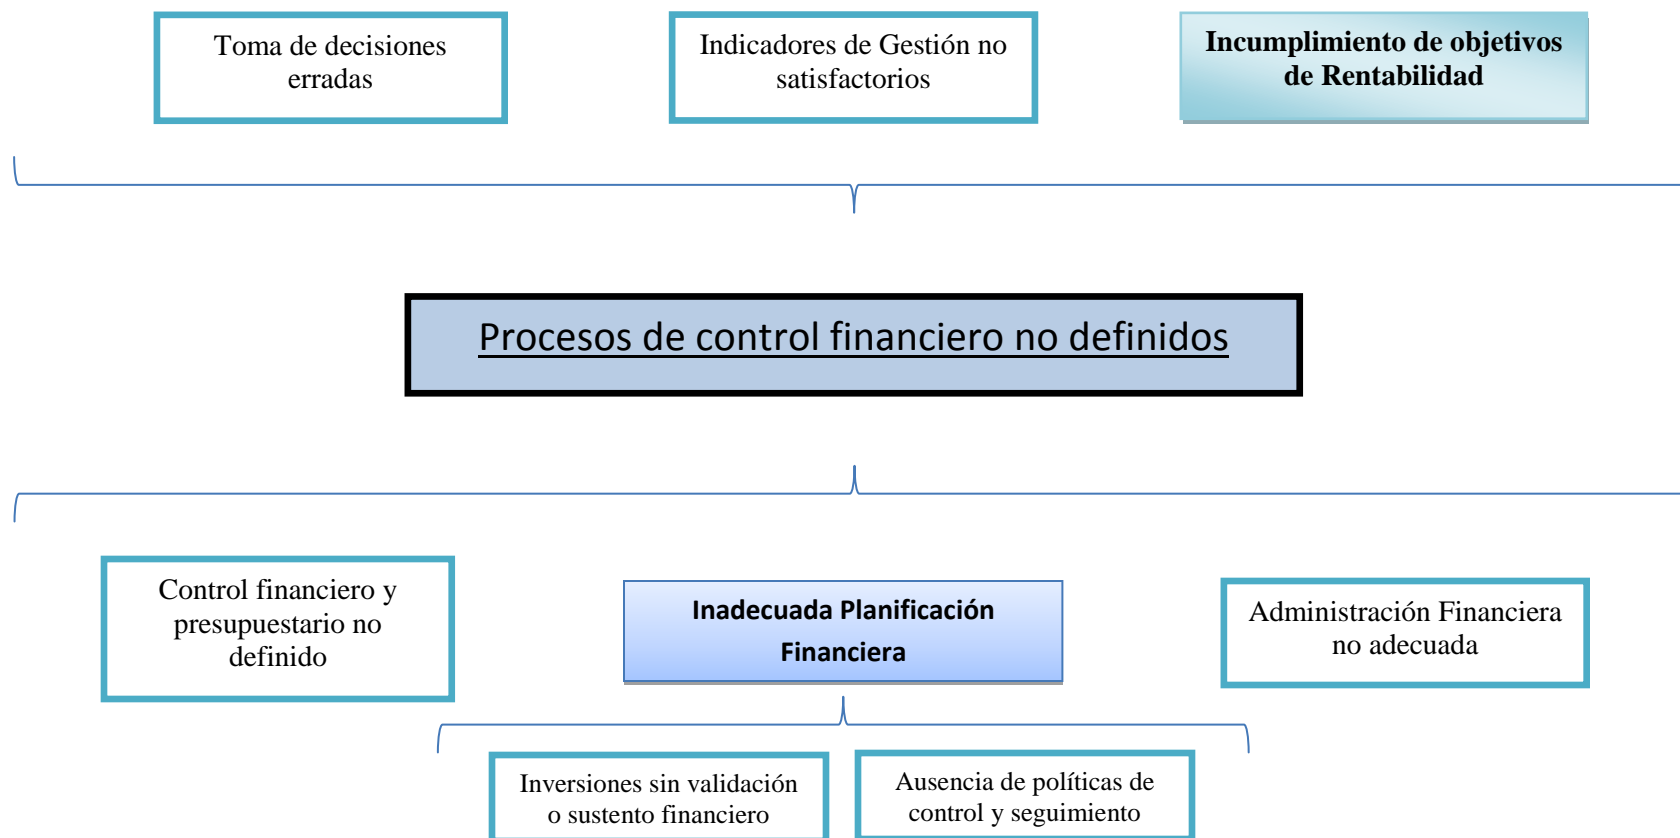 Toma de decisiones
erradas
Indicadores de Gestión no
satisfactorios
Incumplimiento de objetivos
de Rentabilidad
Procesos de control financiero no definidos
Control financiero y
presupuestario no
definido
Inadecuada Planificación
Financiera
Administración Financiera
no adecuada
Inversiones sin validación
o sustento financiero
Ausencia de políticas de
control y seguimiento